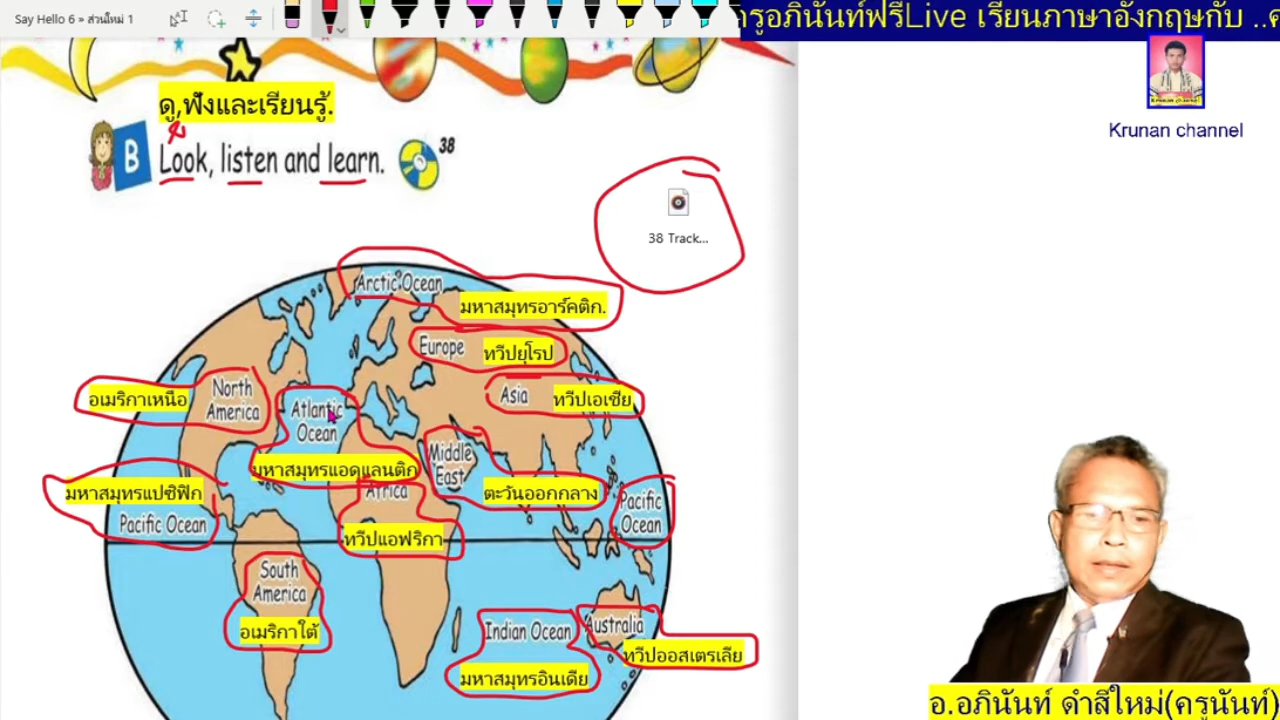 Say Hello 6 » ส่วนใหม่ 1
ครูอภินันท์ฟรีLive เรียนภาษาอังกฤษกับ ..ค
Krunan channel
ดู,ฟังและเรียนรู้.
B Look, listen and learn. 38
38 Track...
Arctic Ocean
มหาสมุทรอาร์คติก.
Europe ทวีปยุโรป
North
America
อเมริกาเหนือ
Asia ทวีปเอเซีย
Atlantic
Ocean
มหาสมุทรแอดแลนติก
Middle
East
ตะวันออกกลาง
มหาสมุทรแปซิฟิก
Pacific Ocean
Africa
ทวีปแอฟริกา
Pacific
Ocean
South
America
อเมริกาใต้
Indian Ocean
มหาสมุทรอินเดีย
Australia
ทวีปออสเตรเลีย
อ.อภินันท์ ดำสีใหม่(ครูนันท์)